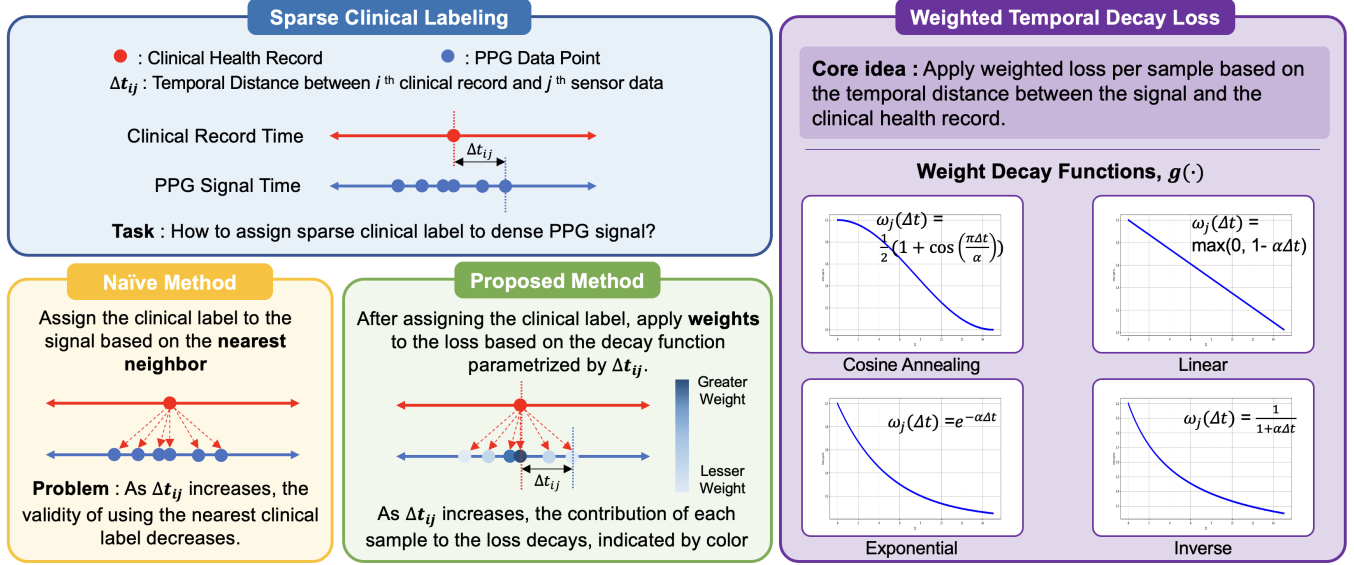 Sparse Clinical Labeling
: Clinical Health Record
: PPG Data Point
Δt_ij : Temporal Distance between i th clinical record and j th sensor data
Clinical Record Time
Δt_ij
PPG Signal Time
Task : How to assign sparse clinical label to dense PPG signal?
Naïve Method
Assign the clinical label to the
signal based on the nearest
neighbor
Problem : As Δt_ij increases, the
validity of using the nearest clinical
label decreases.
Proposed Method
After assigning the clinical label, apply weights
to the loss based on the decay function
parametrized by Δt_ij.
Greater
Weight
Lesser
Weight
Δt_ij
As Δt_ij increases, the contribution of each
sample to the loss decays, indicated by color
Weighted Temporal Decay Loss
Core idea : Apply weighted loss per sample based on
the temporal distance between the signal and the
clinical health record.
Weight Decay Functions, g(·)
ω_j(Δt) =
1/2(1 + cos(πΔt/α))
Cosine Annealing
ω_j(Δt) =
max(0, 1- αΔt)
Linear
ω_j(Δt) =e^-αΔt
Exponential
ω_j(Δt) = 1/1+αΔt
Inverse